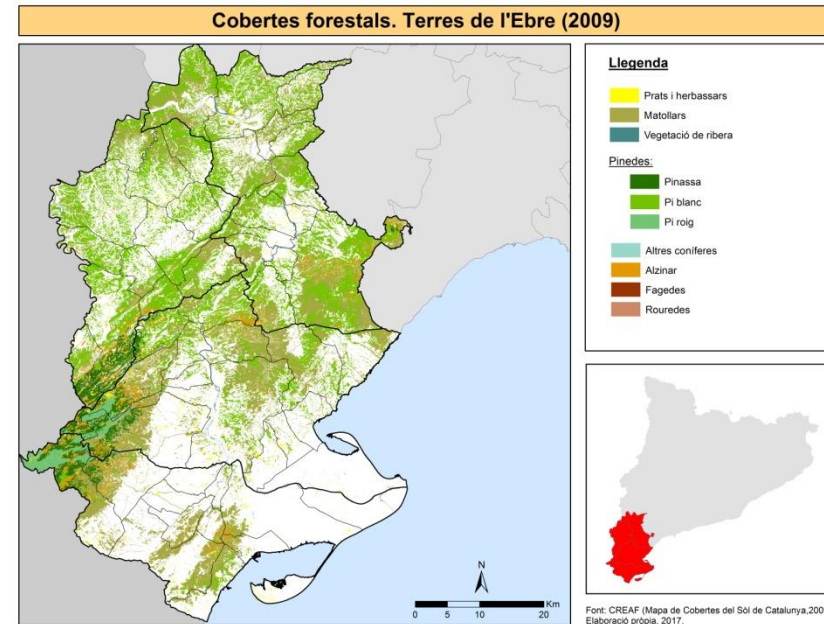 Cobertes forestals. Terres de l'Ebre (2009)
Llegenda
Prats i herbassars
Matollars
Vegetació de ribera
Pinedes:
Pinassa
Pi blanc
Pi roig
Altres coníferes
Alzinar
Fagedes
Rouredes
N
Km
0 5 10 20
Font: CREAF (Mapa de Cobertes del Sòl de Catalunya,200
Elaboració pròpia, 2017.